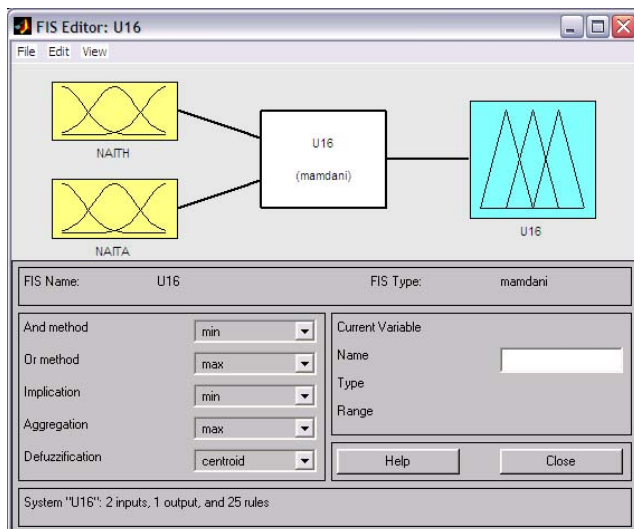 FIS Editor: U16
File Edit View
NAITH
U16
(mamdani)
NAITA
U16
FIS Name: U16 FIS Type: mamdani
And method min
Or method max
Implication min
Aggregation max
Defuzzification centroid
Current Variable
Name
Type
Range
Help Close
System "U16": 2 inputs, 1 output, and 25 rules